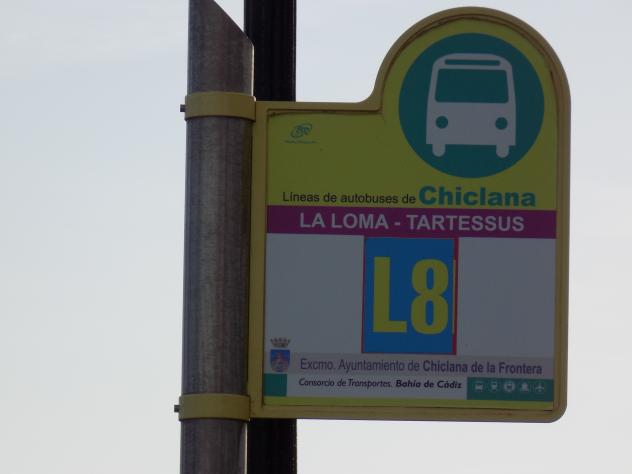 Líneas de autobuses de Chiclana
LA LOMA - TARTESSUS
L8
Excmo. Ayuntamiento de Chiclana de la Frontera
Consorcio de Transportes. Bahía de Cádiz